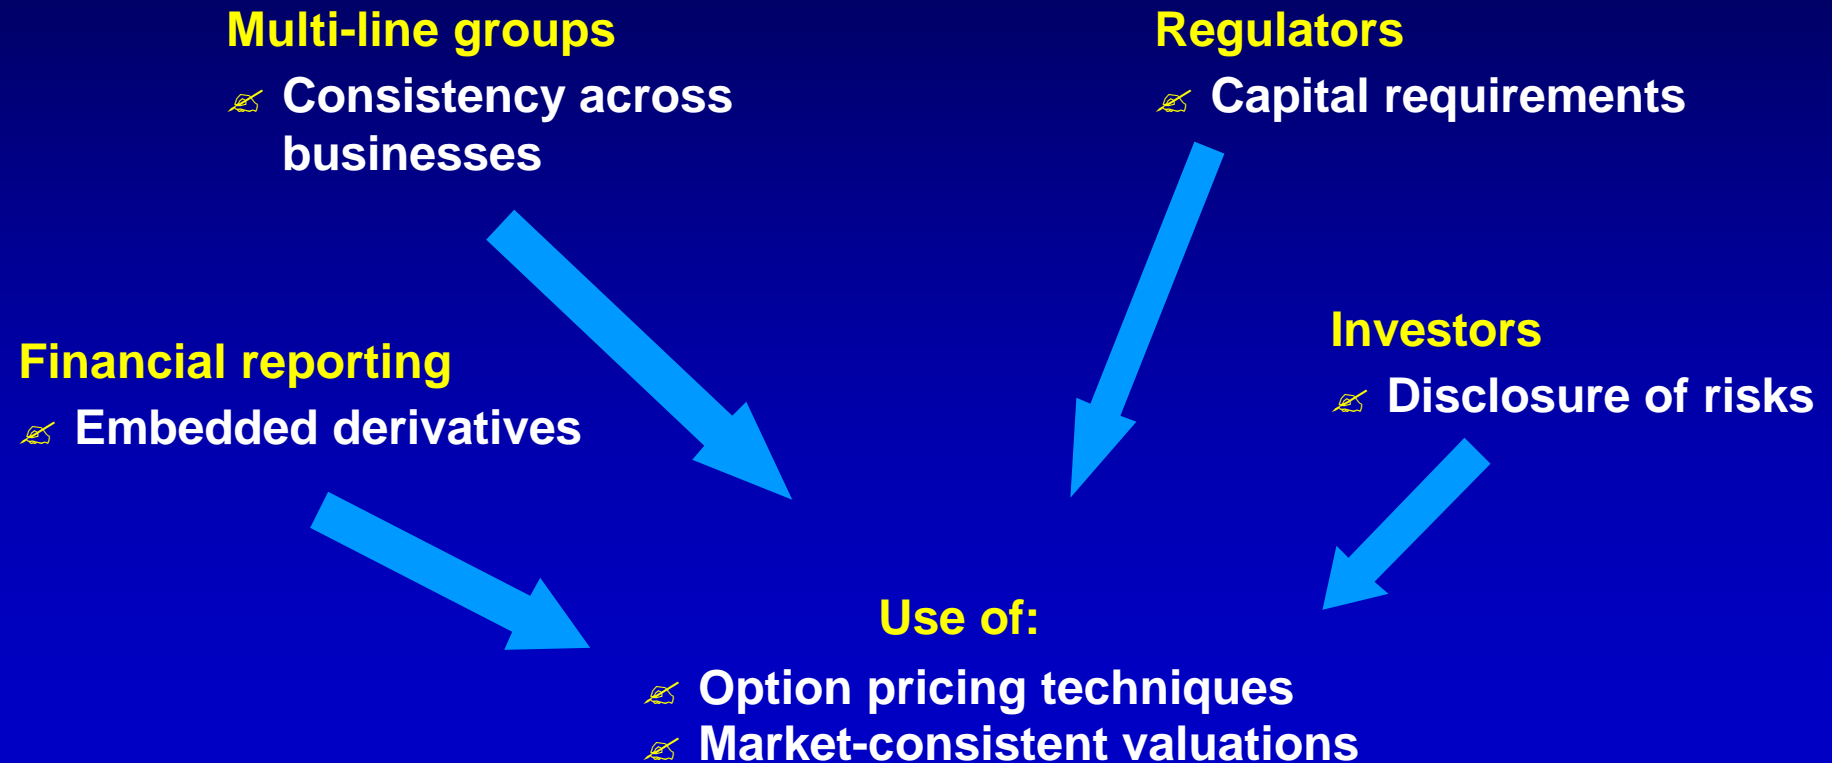 Multi-line groups
Consistency across
businesses
Regulators
Capital requirements
Financial reporting
Embedded derivatives
Investors
Disclosure of risks
Use of:
Option pricing techniques
Market-consistent valuations